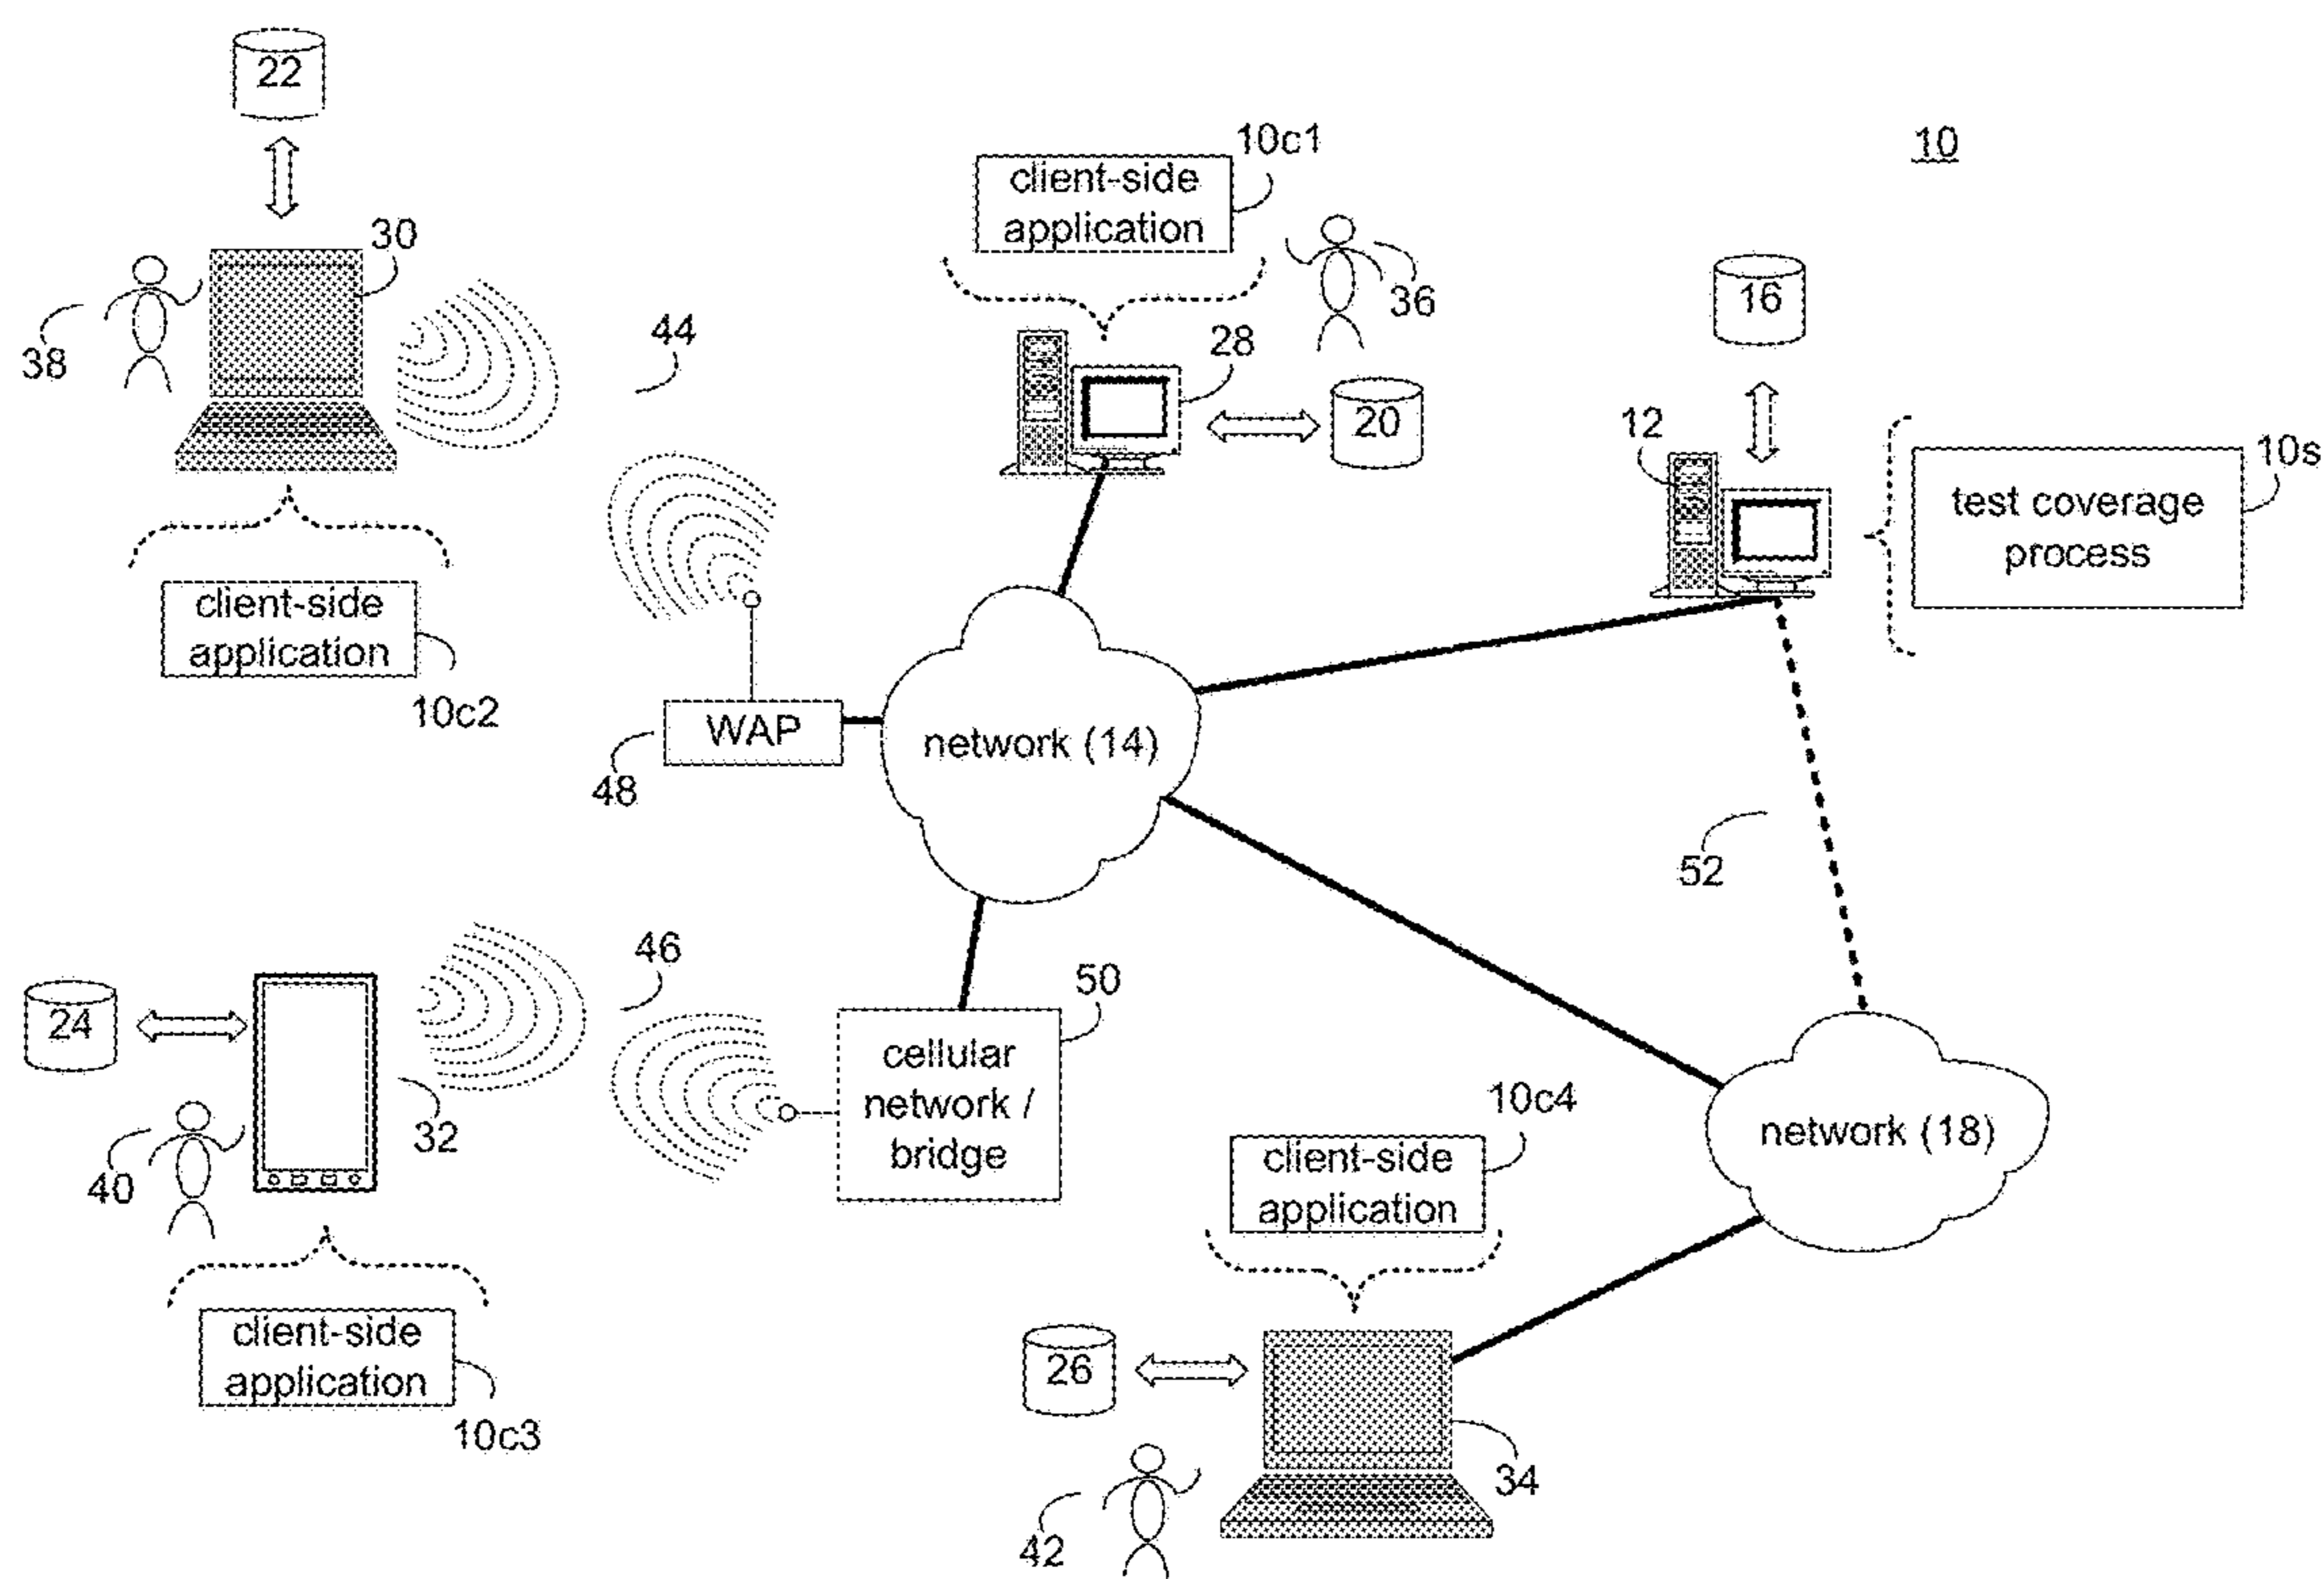 22
10c1
10
client-side
application
30
16
36
38
44
28
20
12
10s
test coverage
process
client-side
application
10c2
WAP
network (14)
48
52
46
50
24
cellular
network /
bridge
32
10c4
network (18)
40
client-side
application
client-side
application
26
10c3
34
42